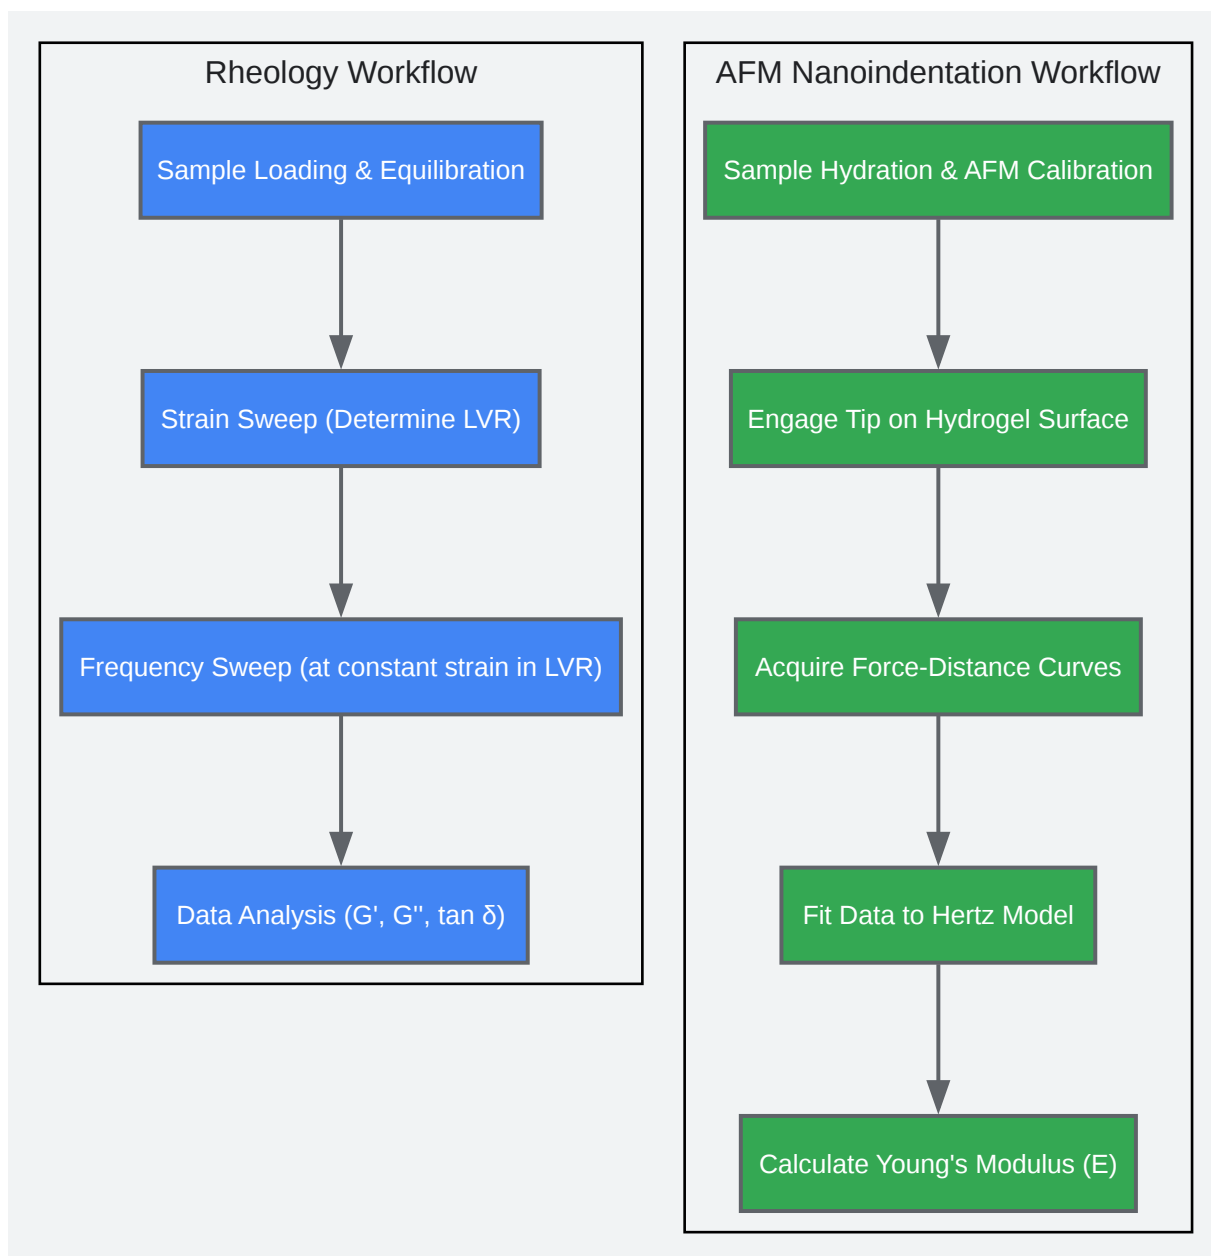 Rheology Workflow
Sample Loading & Equilibration
Strain Sweep (Determine LVR)
Frequency Sweep (at constant strain in LVR)
Data Analysis (G', G'', tan δ)
AFM Nanoindentation Workflow
Sample Hydration & AFM Calibration
Engage Tip on Hydrogel Surface
Acquire Force-Distance Curves
Fit Data to Hertz Model
Calculate Young's Modulus (E)